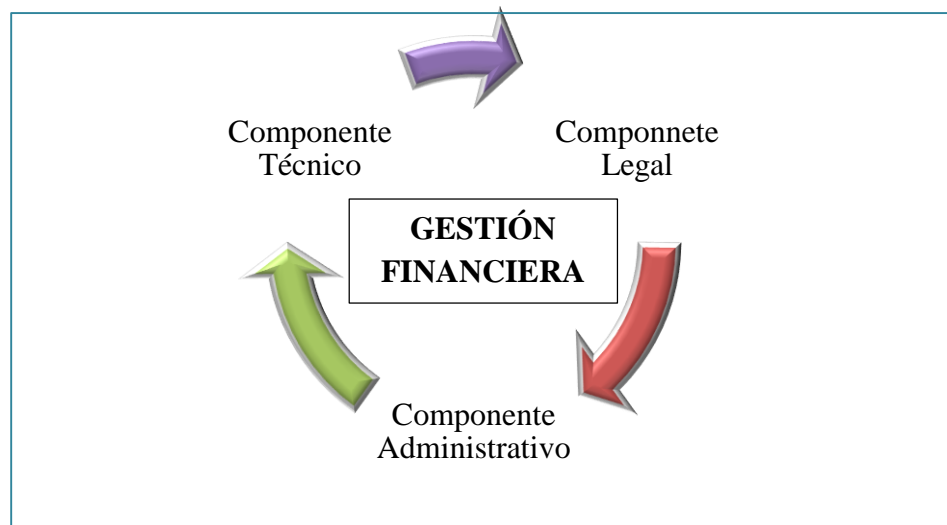 Componente
Técnico
Componnete
Legal
GESTIÓN
FINANCIERA
Componente
Administrativo